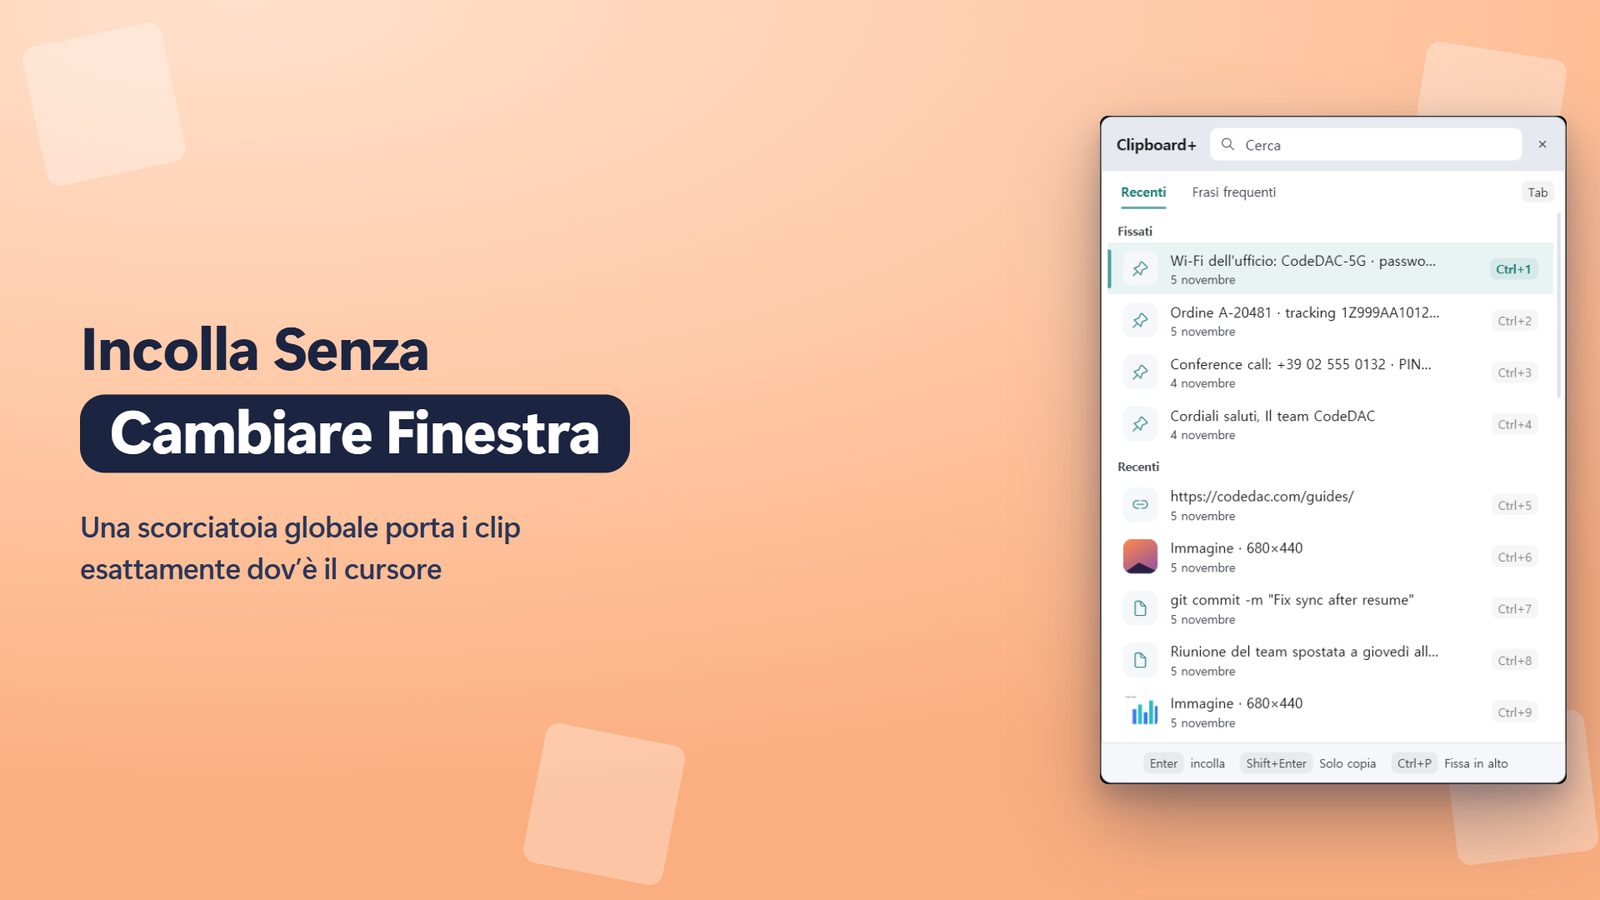 Incolla Senza
Cambiare Finestra
Una scorciatoia globale porta i clip
esattamente dov’è il cursore
Clipboard+
Cerca
×
Recenti
Frasi frequenti
Tab
Fissati
Wi-Fi dell'ufficio: CodeDAC-5G · passwo...
5 novembre
Ctrl+1
Ordine A-20481 · tracking 1Z999AA1012...
5 novembre
Ctrl+2
Conference call: +39 02 555 0132 · PIN...
4 novembre
Ctrl+3
Cordiali saluti, Il team CodeDAC
4 novembre
Ctrl+4
Recenti
https://codedac.com/guides/
5 novembre
Ctrl+5
Immagine · 680×440
5 novembre
Ctrl+6
git commit -m "Fix sync after resume"
5 novembre
Ctrl+7
Riunione del team spostata a giovedì all...
5 novembre
Ctrl+8
Immagine · 680×440
5 novembre
Ctrl+9
Enter incolla Shift+Enter Solo copia Ctrl+P Fissa in alto